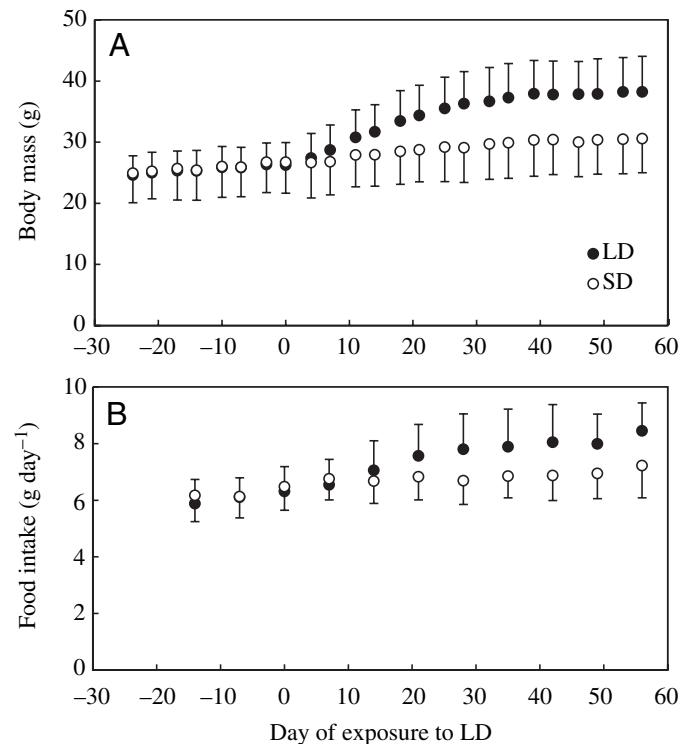 A
Body mass (g)
50
40
30
20
10
0
LD
SD
–30 –20 –10 0 10 20 30 40 50 60
B
Food intake (g day⁻¹)
10
8
6
4
2
0
–30 –20 –10 0 10 20 30 40 50 60
Day of exposure to LD